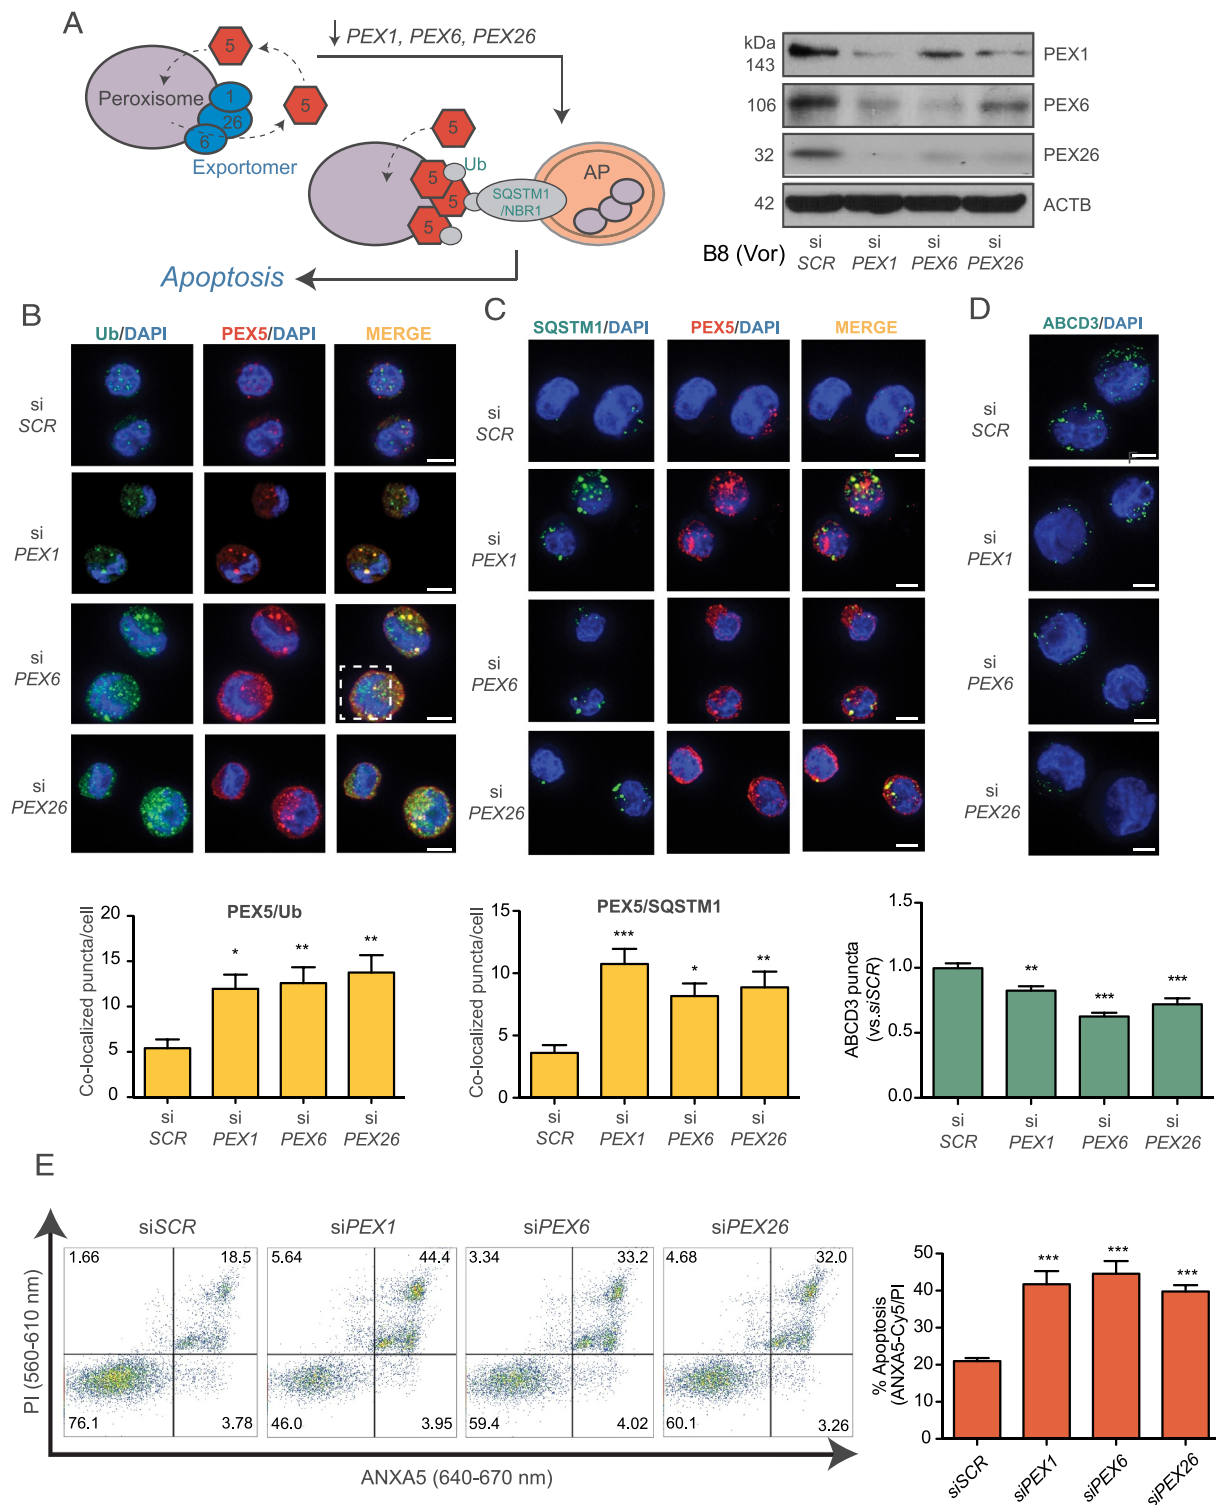 A
PEX1, PEX6, PEX26
5
5
Peroxisome
1
26
6
Exportomer
5
Ub
5
5
5
SQSTM1
/NBR1
AP
Apoptosis
kDa
143
PEX1
106
PEX6
32
PEX26
42
ACTB
B8 (Vor)
si SCR
si PEX1
si PEX6
si PEX26
B
Ub/DAPI
PEX5/DAPI
MERGE
si SCR
si PEX1
si PEX6
si PEX26
C
SQSTM1/DAPI
PEX5/DAPI
MERGE
si SCR
si PEX1
si PEX6
si PEX26
D
ABCD3/DAPI
si SCR
si PEX1
si PEX6
si PEX26
PEX5/Ub
Co-localized puncta/cell
20
15
10
5
0
*
**
**
si SCR
si PEX1
si PEX6
si PEX26
PEX5/SQSTM1
Co-localized puncta/cell
15
10
5
0
***
*
**
si SCR
si PEX1
si PEX6
si PEX26
ABCD3 puncta
(vs.siSCR)
1.5
1.0
0.5
0.0
**
***
***
si SCR
si PEX1
si PEX6
si PEX26
E
PI (560-610 nm)
siSCR
siPEX1
siPEX6
siPEX26
1.66 18.5
76.1 3.78
5.64 44.4
46.0 3.95
3.34 33.2
59.4 4.02
4.68 32.0
60.1 3.26
ANXA5 (640-670 nm)
% Apoptosis
(ANXA5-Cy5/PI
50
40
30
20
10
0
***
***
***
siSCR
siPEX1
siPEX6
siPEX26